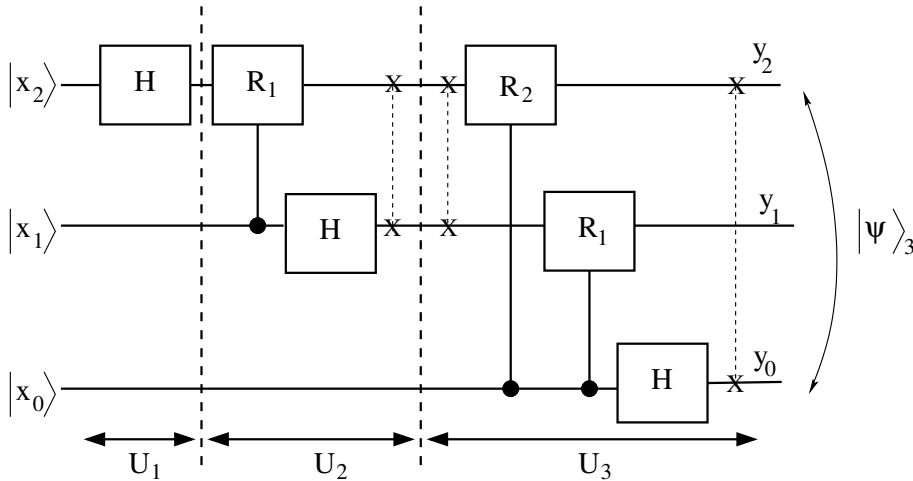 |x₂⟩ H R₁ X X R₂ y₂ X
|x₁⟩ H X X R₁ y₁ |ψ⟩₃
|x₀⟩ H y₀ X
U₁ U₂ U₃